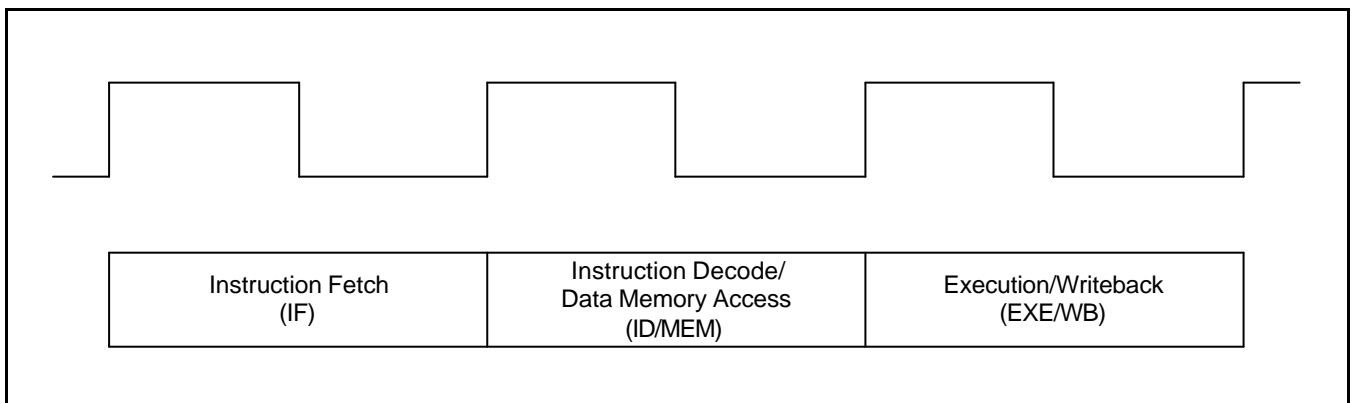 Instruction Fetch
(IF)
Instruction Decode/
Data Memory Access
(ID/MEM)
Execution/Writeback
(EXE/WB)